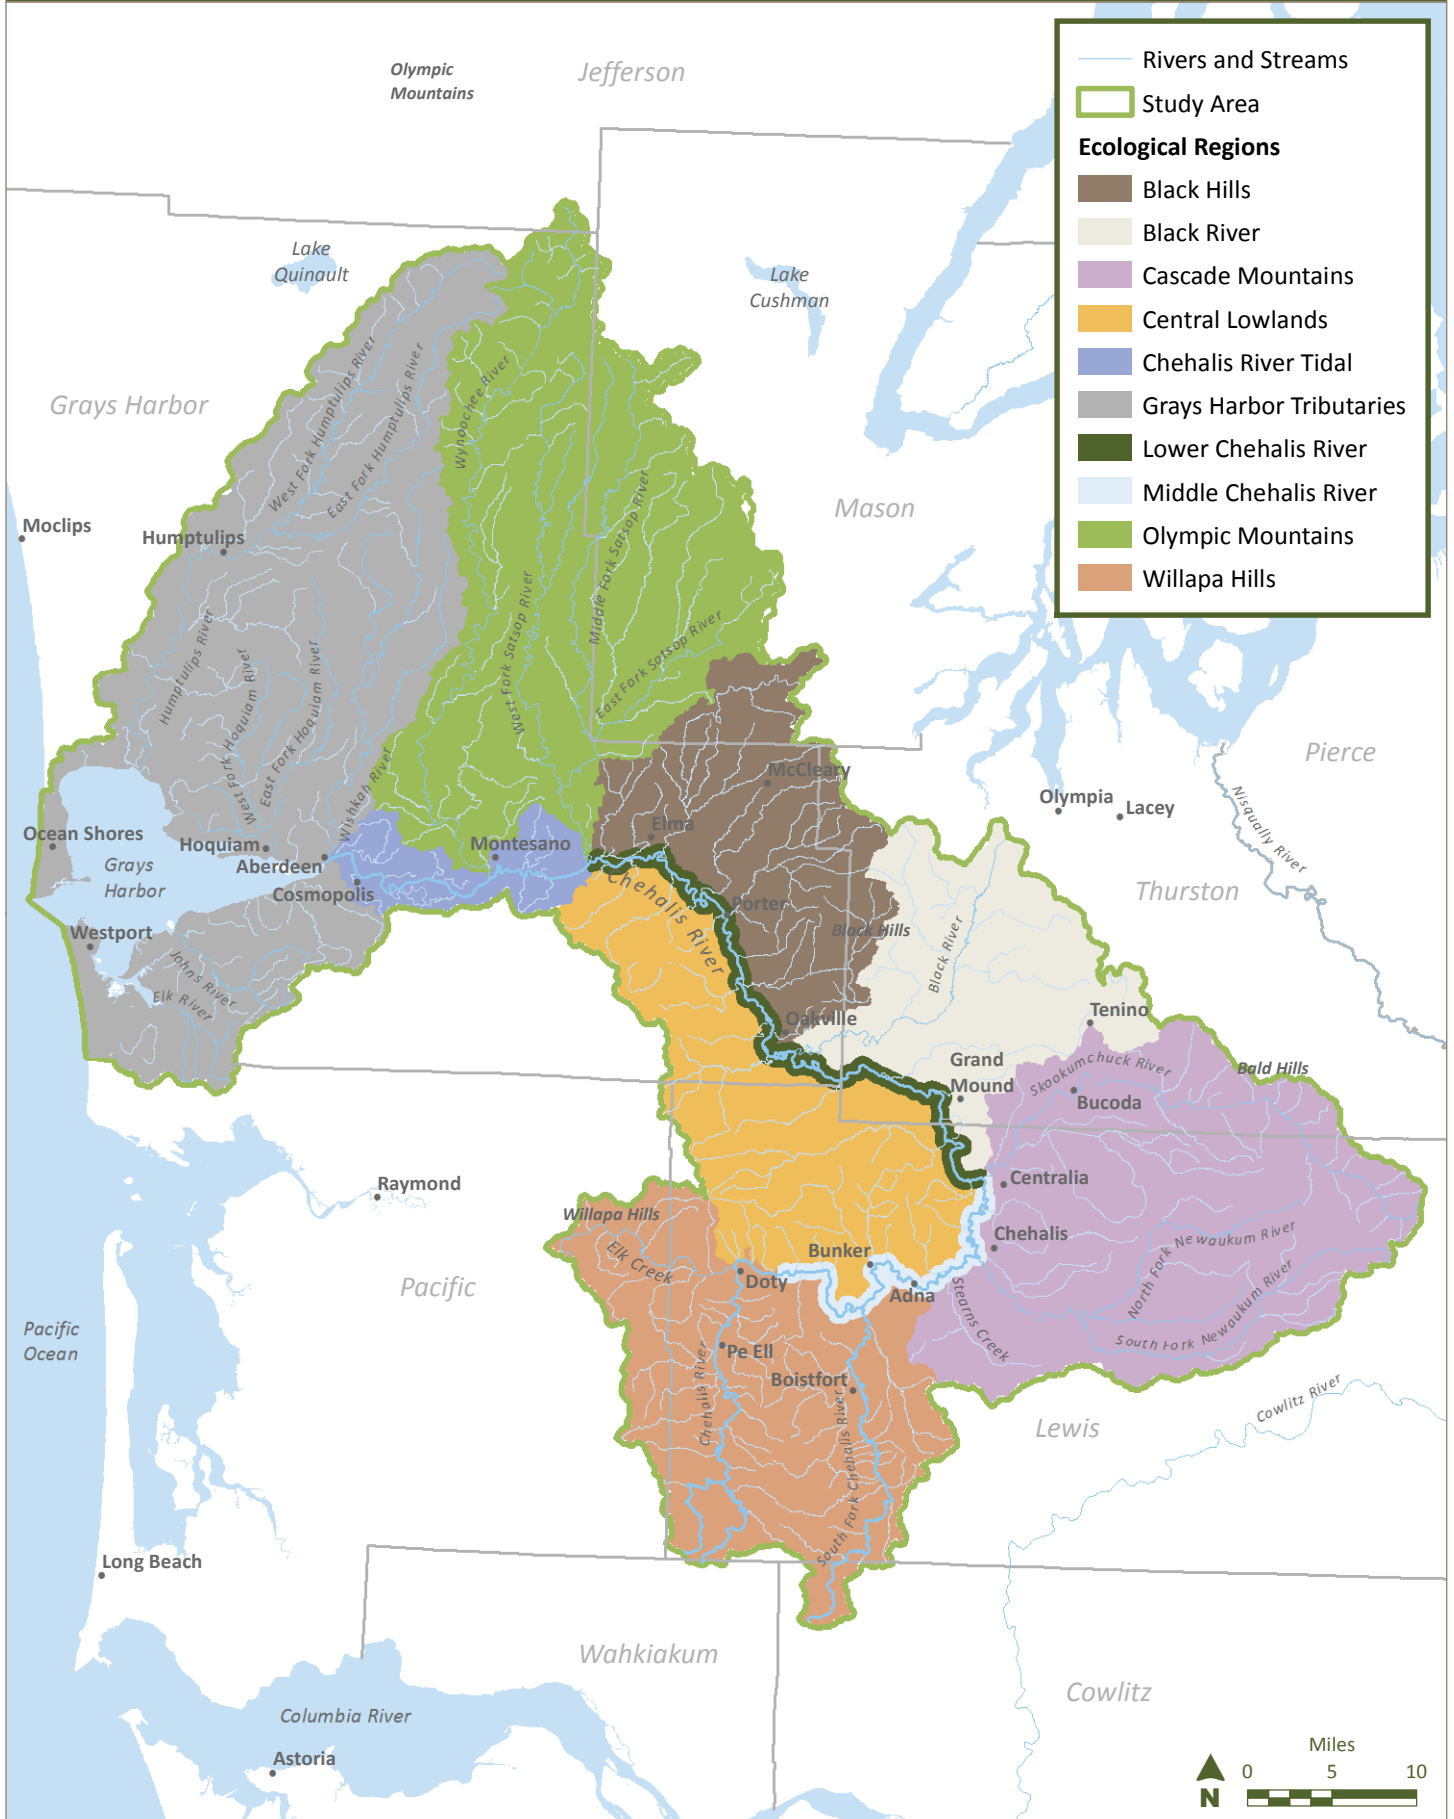 Olympic
Mountains
Jefferson
Rivers and Streams
Study Area
Ecological Regions
Black Hills
Black River
Cascade Mountains
Central Lowlands
Chehalis River Tidal
Grays Harbor Tributaries
Lower Chehalis River
Middle Chehalis River
Olympic Mountains
Willapa Hills
Lake
Quinault
Lake
Cushman
Grays Harbor
West Fork Humptulips River
East Fork Humptulips River
Wynoochee River
Mason
Moclips
Humptulips
Middle Fork Satsop River
West Fork Satsop River
East Fork Satsop River
Humptulips River
West Fork Hoquiam River
East Fork Hoquiam River
Wishkah River
Pierce
McCleary
Olympia
Lacey
Nisqually River
Ocean Shores
Grays
Harbor
Hoquiam
Aberdeen
Cosmopolis
Montesano
Elma
Chehalis River
Porter
Black Hills
Black River
Thurston
Westport
Johns River
Elk River
Oakville
Tenino
Grand
Mound
Skookumchuck River
Bald Hills
Bucoda
Raymond
Centralia
Willapa Hills
Elk Creek
Chehalis
Bunker
North Fork Newaukum River
Doty
Adna
Stearns Creek
South Fork Newaukum River
Pacific
Pacific
Ocean
Pe Ell
Chehalis River
Boistfort
South Fork Chehalis River
Lewis
Cowlitz River
Long Beach
Wahkiakum
Cowlitz
Columbia River
Astoria
Miles
0 5 10
N